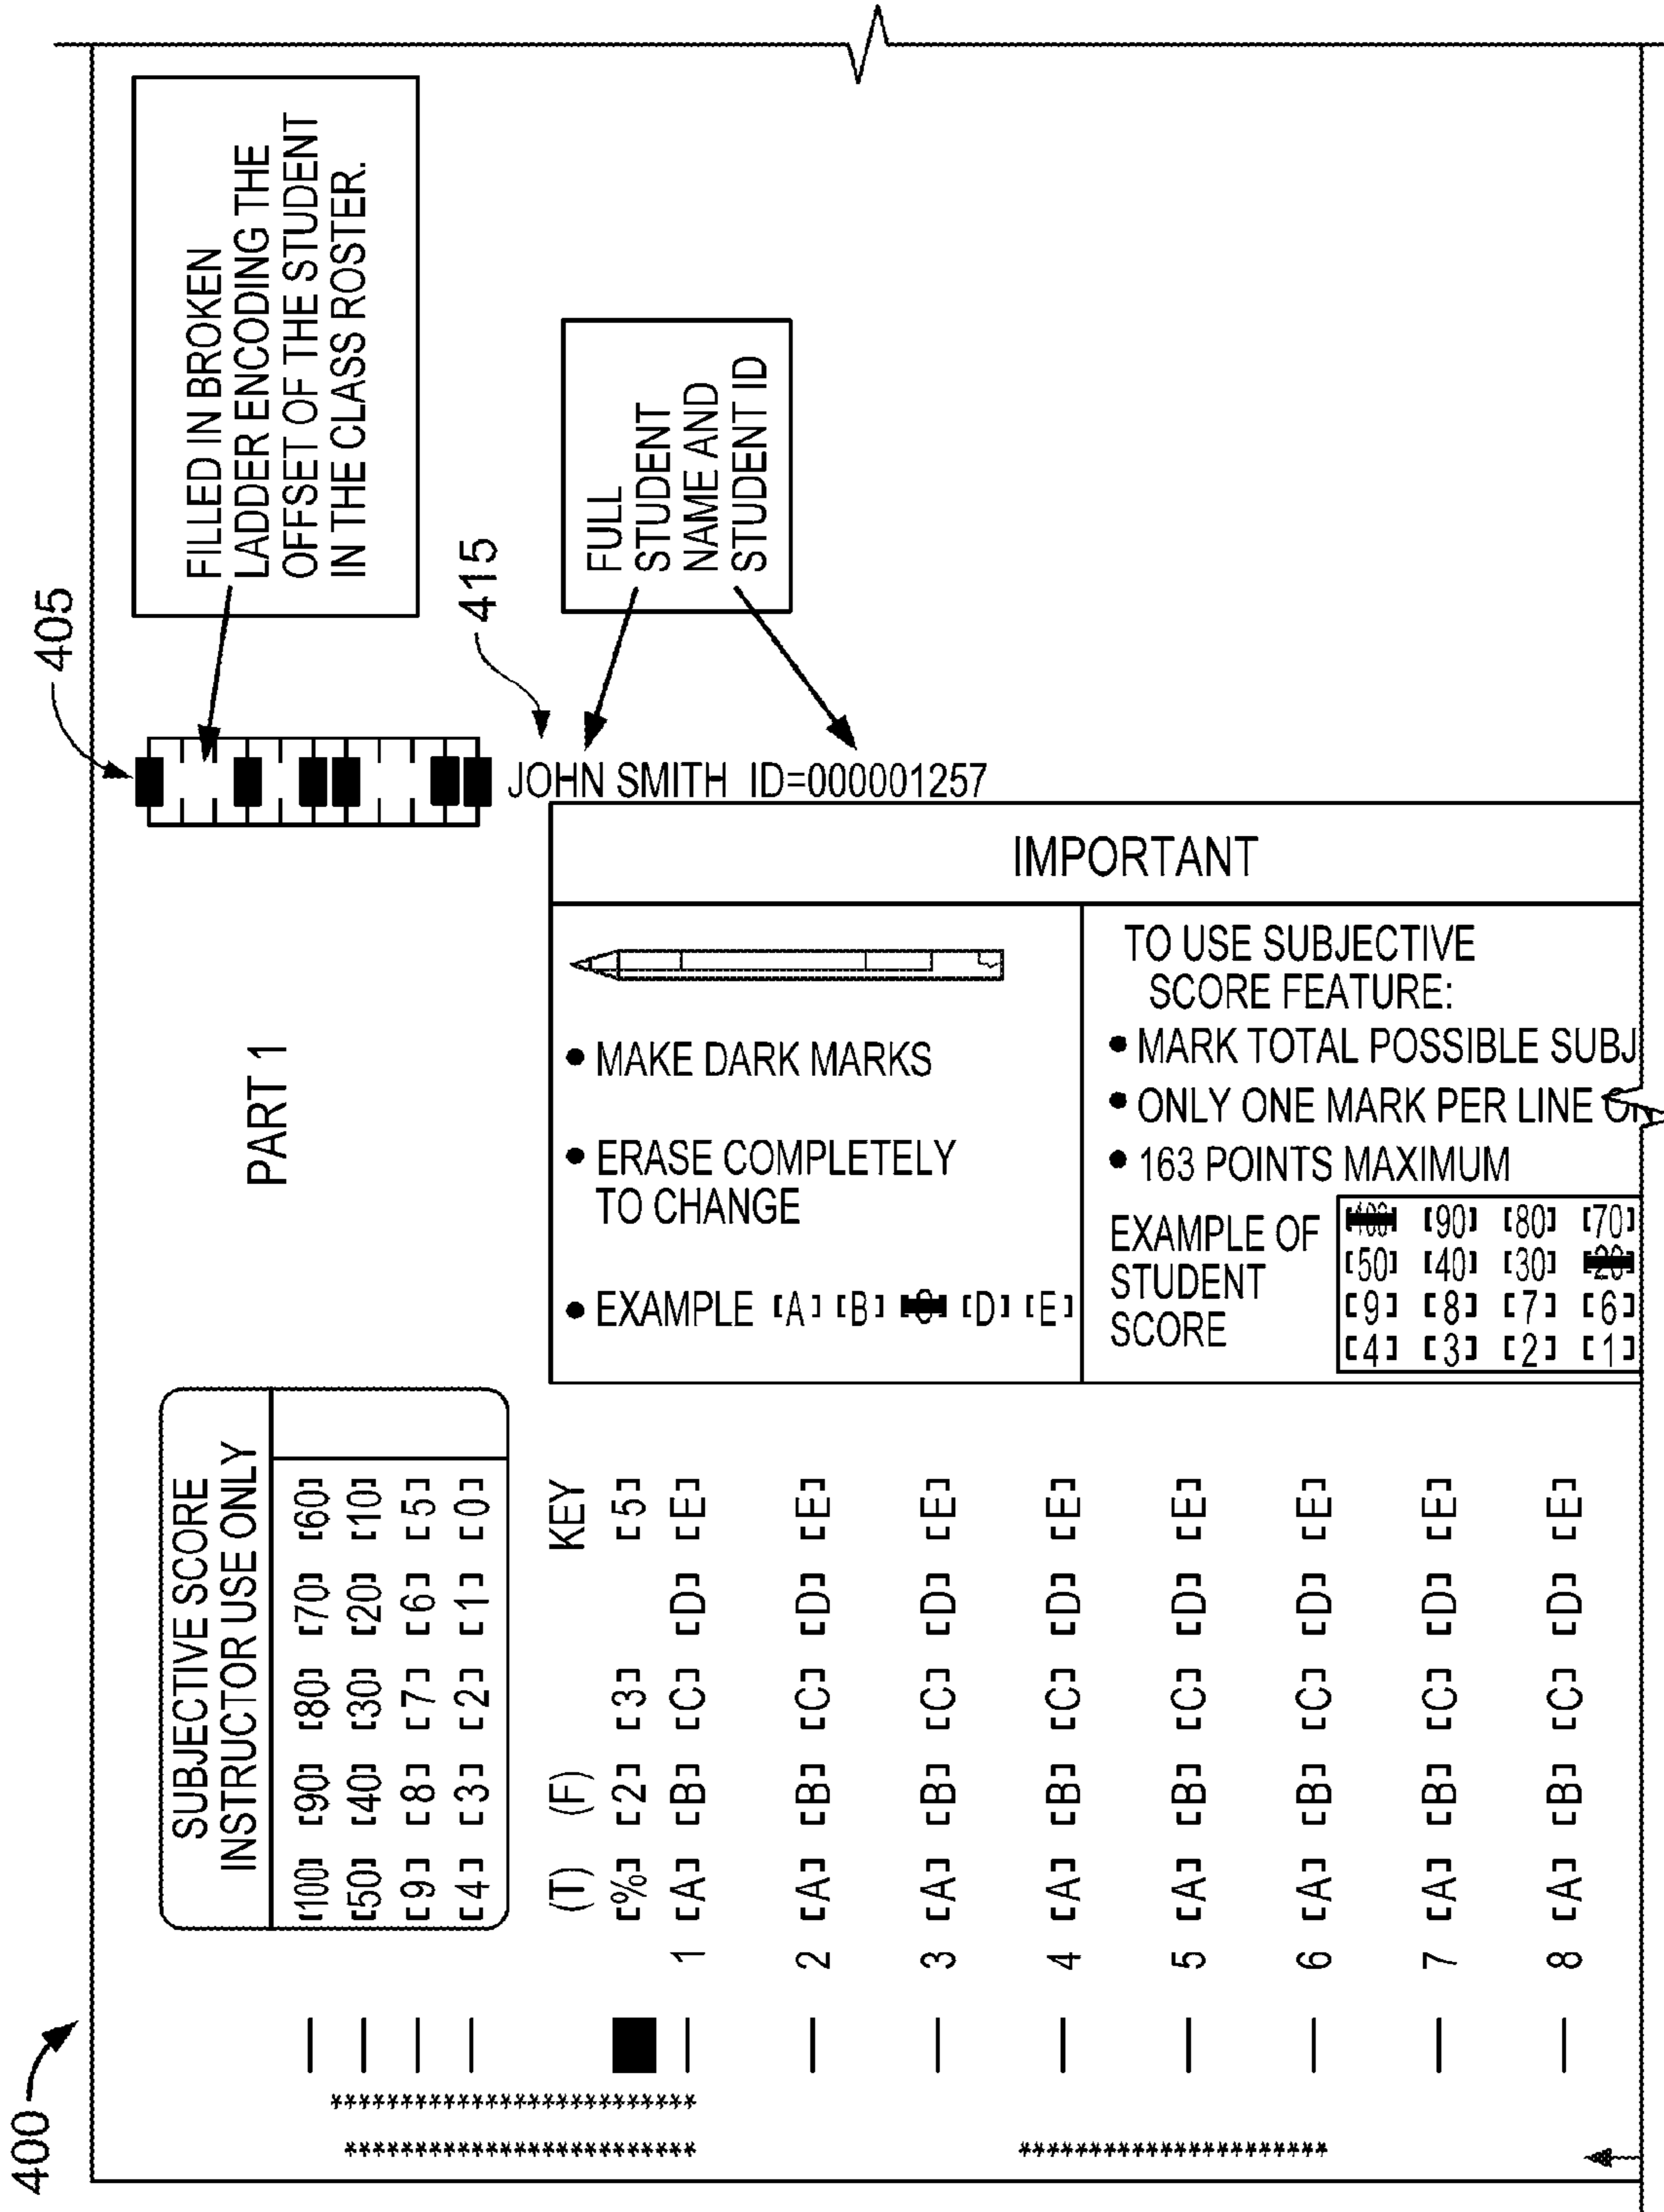 400
405
FILLED IN BROKEN
LADDER ENCODING THE
OFFSET OF THE STUDENT
IN THE CLASS ROSTER.
415
FULL
STUDENT
NAME AND
STUDENT ID
JOHN SMITH ID=000001257
PART 1
IMPORTANT
• MAKE DARK MARKS
• ERASE COMPLETELY
TO CHANGE
• EXAMPLE [A] [B] [C] [D] [E]
TO USE SUBJECTIVE
SCORE FEATURE:
• MARK TOTAL POSSIBLE SUBJ
• ONLY ONE MARK PER LINE
• 163 POINTS MAXIMUM
EXAMPLE OF
STUDENT
SCORE
[100] [90] [80] [70]
[50] [40] [30] [20]
[9] [8] [7] [6]
[4] [3] [2] [1]
SUBJECTIVE SCORE
INSTRUCTOR USE ONLY
[100] [90] [80] [70] [60]
[50] [40] [30] [20] [10]
[9] [8] [7] [6] [5]
[4] [3] [2] [1] [0]
(T) (F) KEY
[%] [2] [3] [5]
1 [A] [B] [C] [D] [E]
2 [A] [B] [C] [D] [E]
3 [A] [B] [C] [D] [E]
4 [A] [B] [C] [D] [E]
5 [A] [B] [C] [D] [E]
6 [A] [B] [C] [D] [E]
7 [A] [B] [C] [D] [E]
8 [A] [B] [C] [D] [E]